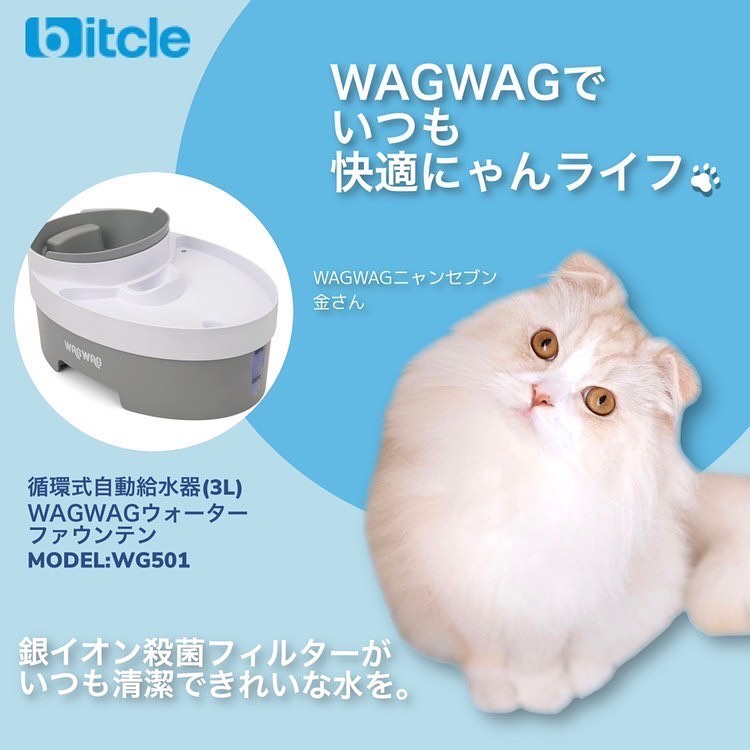 bitcle
WAGWAGで
いつも
快適にゃんライフ
WAGWAGニャンセブン
金さん
WAGWAG
循環式自動給水器(3L)
WAGWAGウォーター
ファウンテン
MODEL:WG501
銀イオン殺菌フィルターが
いつも清潔できれいな水を。